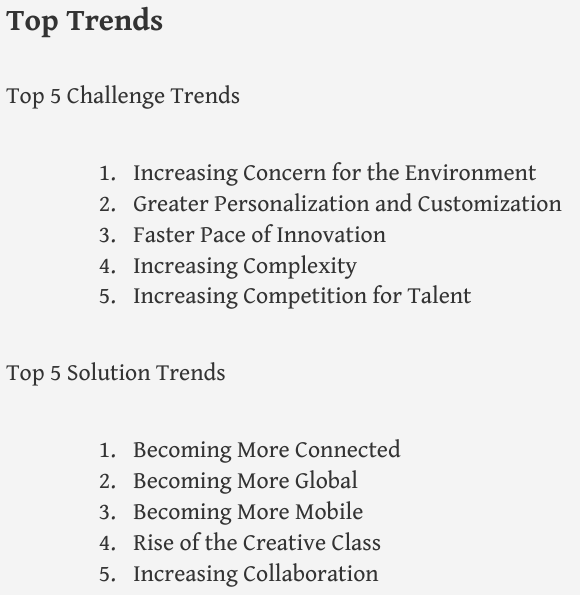 Top Trends
Top 5 Challenge Trends
1. Increasing Concern for the Environment
2. Greater Personalization and Customization
3. Faster Pace of Innovation
4. Increasing Complexity
5. Increasing Competition for Talent
Top 5 Solution Trends
1. Becoming More Connected
2. Becoming More Global
3. Becoming More Mobile
4. Rise of the Creative Class
5. Increasing Collaboration